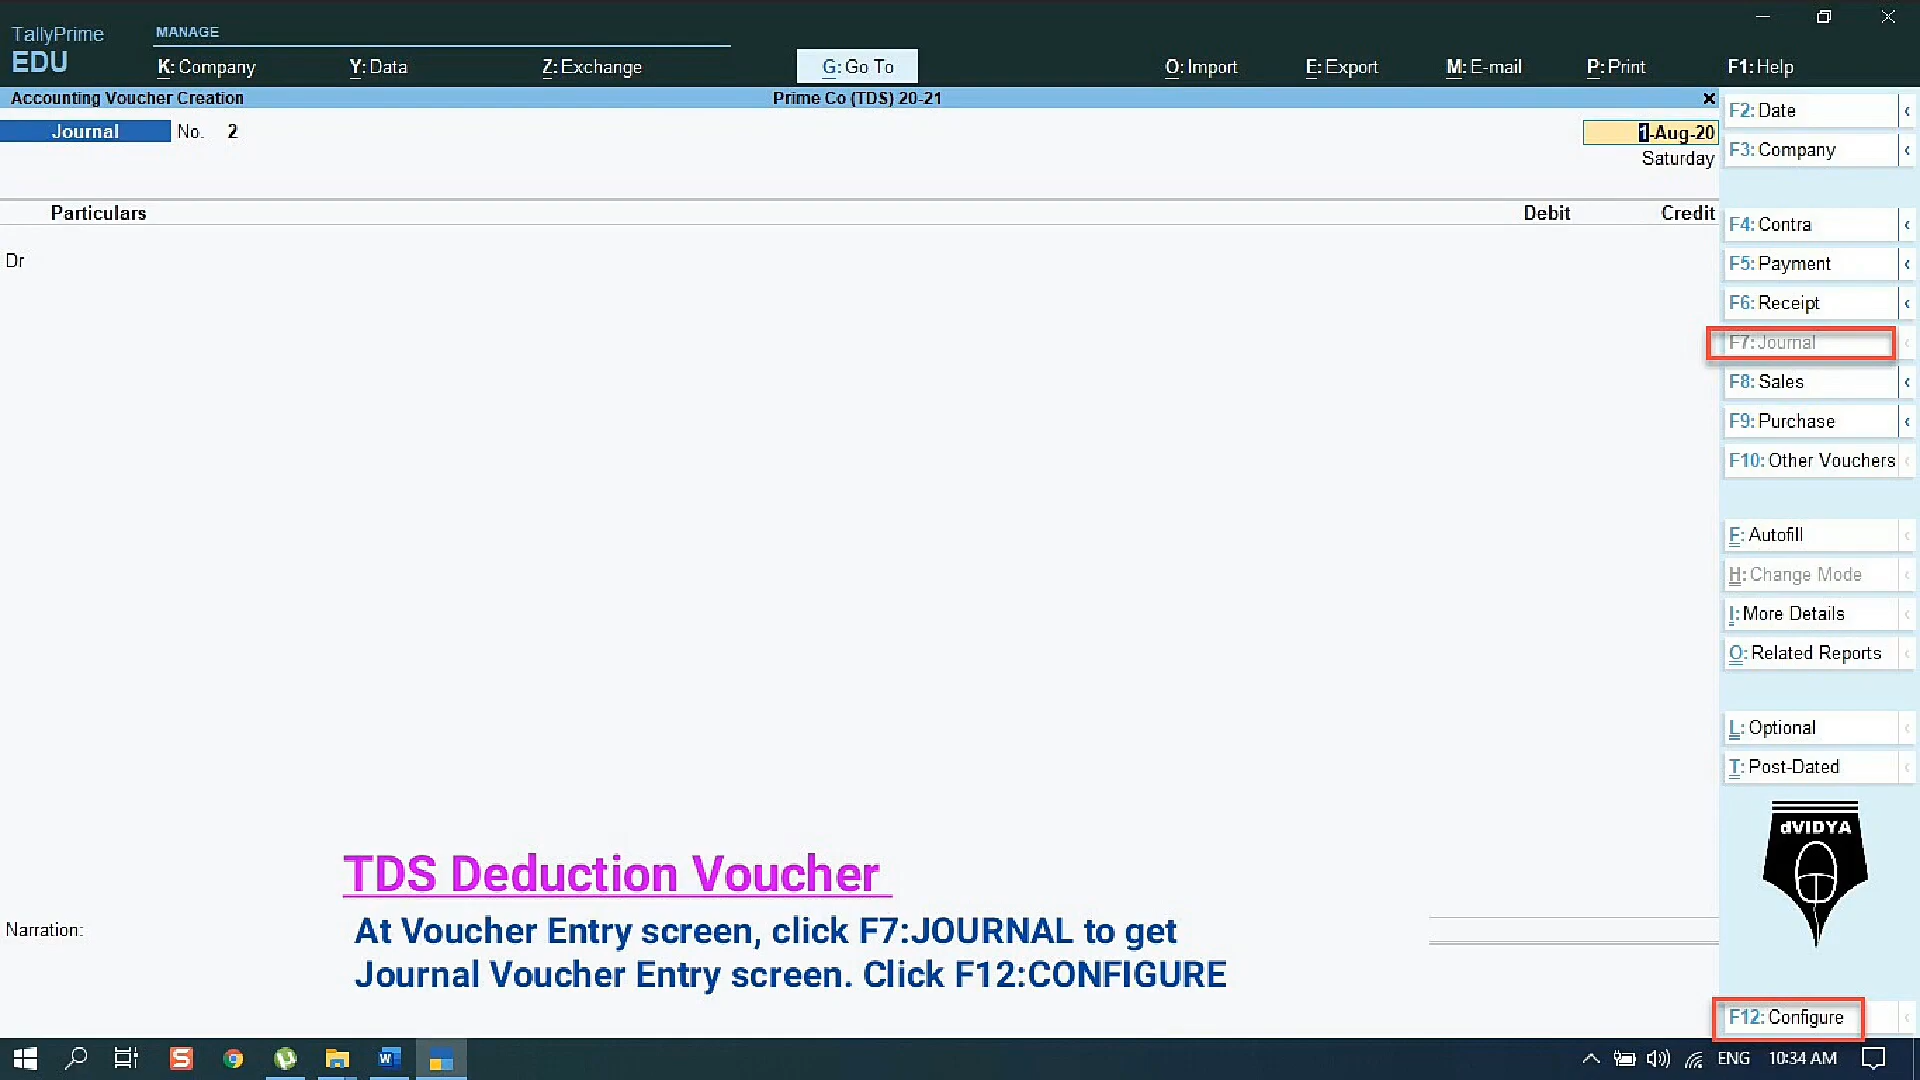 TallyPrime
EDU
MANAGE
K: Company Y: Data Z: Exchange G: Go To O: Import E: Export M: E-mail P: Print F1: Help
Accounting Voucher Creation Prime Co (TDS) 20-21
Journal No. 2 1-Aug-20
Saturday
Particulars Debit Credit
Dr
F2: Date
F3: Company
F4: Contra
F5: Payment
F6: Receipt
F7: Journal
F8: Sales
F9: Purchase
F10: Other Vouchers
F: Autofill
H: Change Mode
I: More Details
O: Related Reports
L: Optional
T: Post-Dated
dVIDYA
TDS Deduction Voucher
Narration:
At Voucher Entry screen, click F7:JOURNAL to get
Journal Voucher Entry screen. Click F12:CONFIGURE
F12: Configure
S W
ENG 10:34 AM